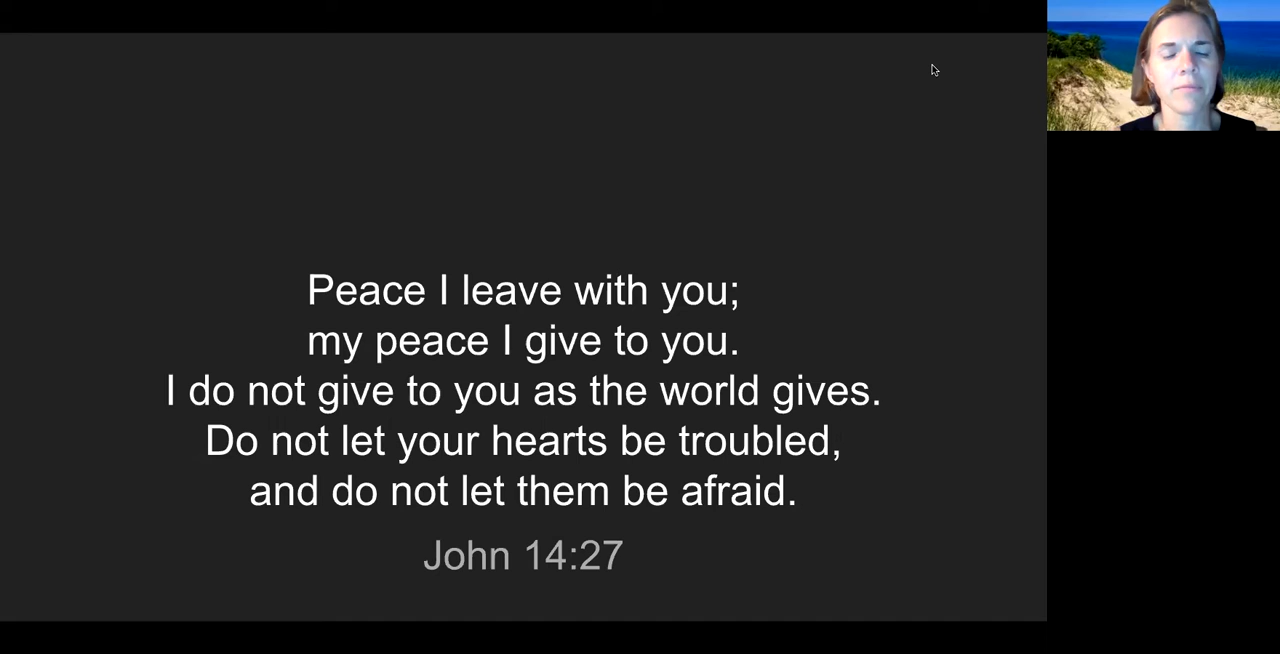 Peace I leave with you;
my peace I give to you.
I do not give to you as the world gives.
Do not let your hearts be troubled,
and do not let them be afraid.
John 14:27